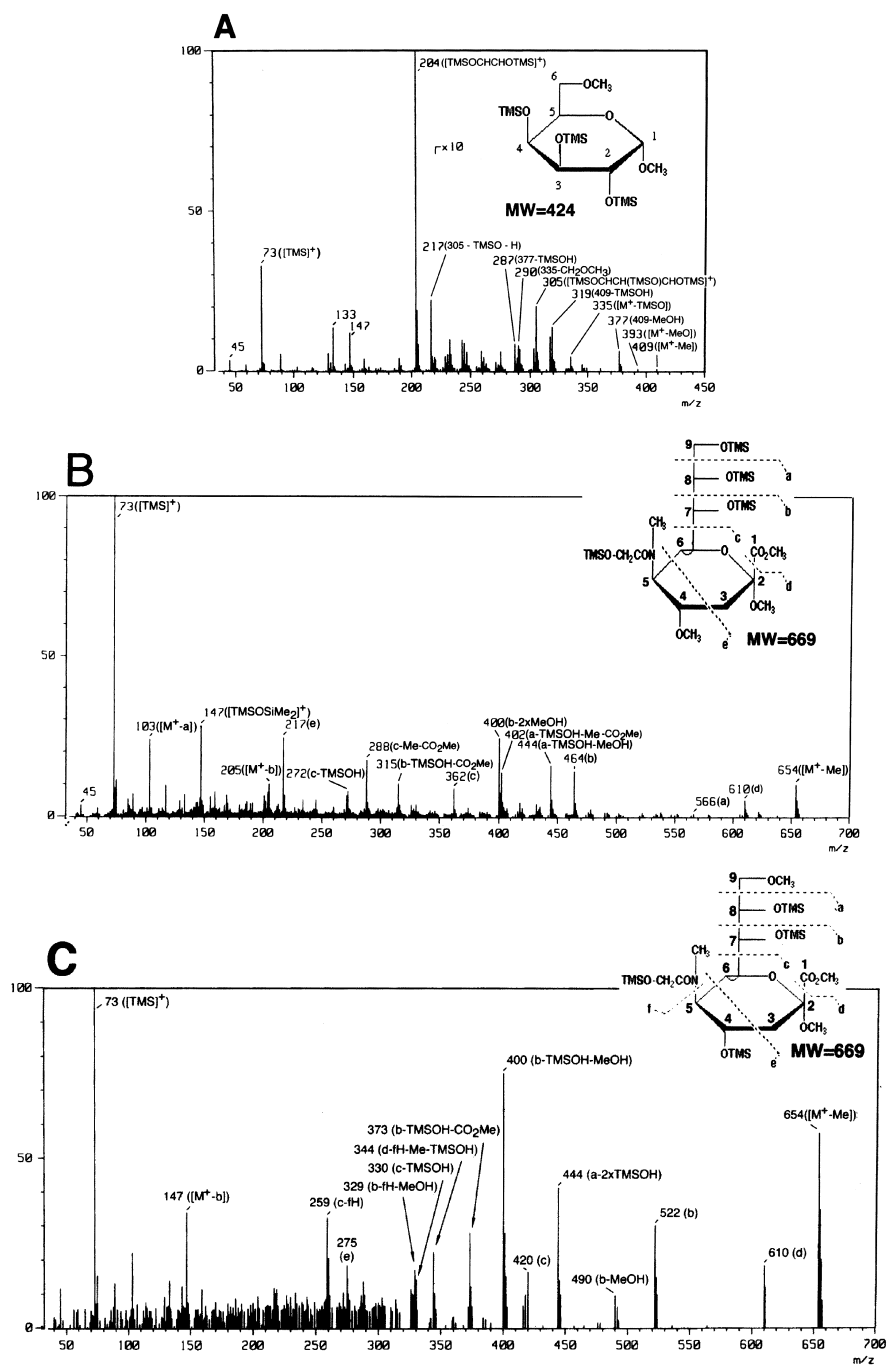 A
100
204([TMSOCHCHOTMS]⁺)
6
OCH₃
TMSO
5
O
┌×10
OTMS
1
4
2
OCH₃
3
OTMS
MW=424
50
217(305 - TMSO - H)
73([TMS]⁺)
287(377-TMSOH)
290(335-CH₂OCH₃)
305([TMSOCHCH(TMSO)CHOTMS]⁺)
319(409-TMSOH)
335([M⁺-TMSO])
133
147
377(409-MeOH)
393([M⁺-MeO])
409([M⁺-Me])
45
0
50 100 150 200 250 300 350 400 450
m/z
B
9 OTMS
a
8 OTMS
100
b
73([TMS]⁺)
7 OTMS
CH₃
c
1
6
O
CO₂CH₃
TMSO-CH₂CON
d
5
2
4
3
OCH₃
OCH₃
e
MW=669
50
147([TMSOSiMe₂]⁺)
103([M⁺-a])
217(e)
400(b-2xMeOH)
402(a-TMSOH-Me-CO₂Me)
444(a-TMSOH-MeOH)
288(c-Me-CO₂Me)
315(b-TMSOH-CO₂Me)
205([M⁺-b])
272(c-TMSOH)
362(c)
464(b)
654([M⁺-Me])
45
566(a)
610(d)
0
50 100 150 200 250 300 350 400 450 500 550 600 650 700
m/z
C
9 OCH₃
a
8 OTMS
b
7 OTMS
CH₃
c
1
6
O
CO₂CH₃
TMSO-CH₂CON
100
f
d
5
2
4
3
OCH₃
73 ([TMS]⁺)
OTMS
e
MW=669
400 (b-TMSOH-MeOH)
654([M⁺-Me])
373 (b-TMSOH-CO₂Me)
344 (d-fH-Me-TMSOH)
50
330 (c-TMSOH)
329 (b-fH-MeOH)
444 (a-2xTMSOH)
147 ([M⁺-b])
259 (c-fH)
522 (b)
275
(e)
420 (c)
610 (d)
490 (b-MeOH)
0
50 100 150 200 250 300 350 400 450 500 550 600 650 700
m/z